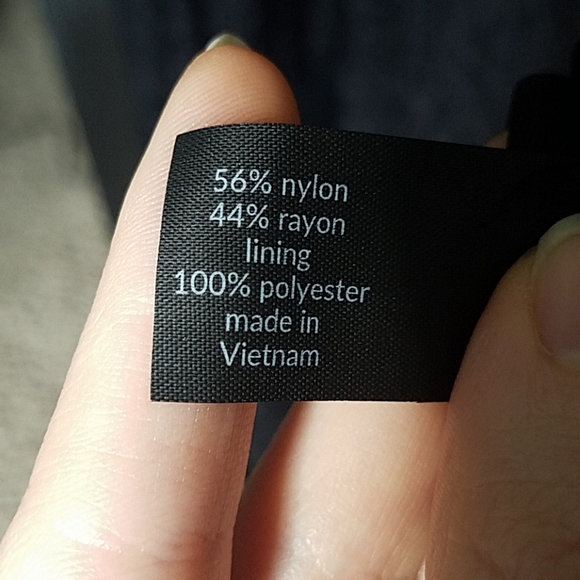 56% nylon
44% rayon
lining
100% polyester
made in
Vietnam